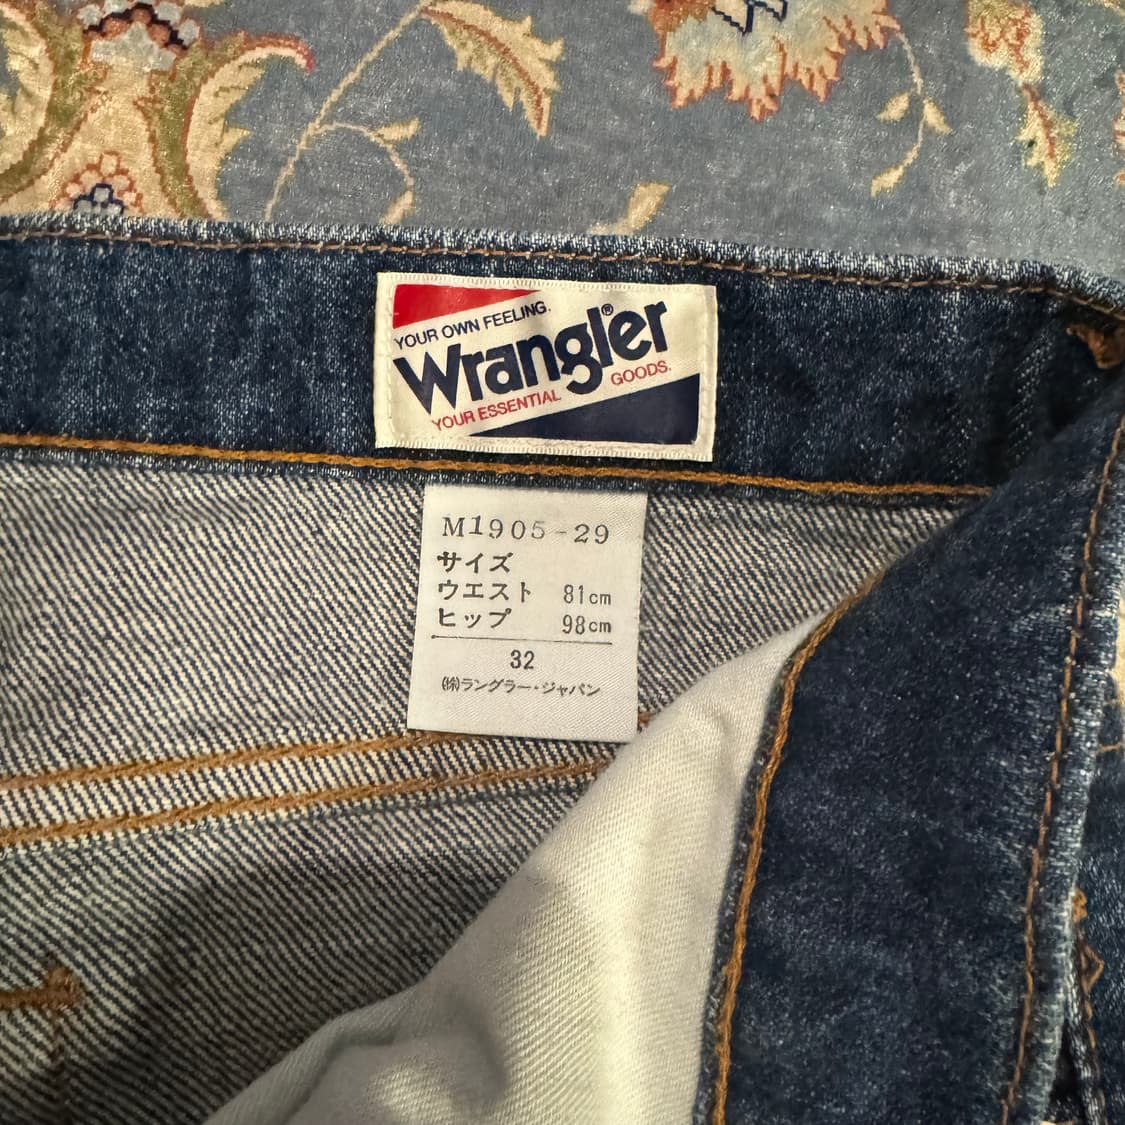 YOUR OWN FEELING.
Wrangler®
YOUR ESSENTIAL GOODS.
M1905-29
サイズ
ウエスト 81cm
ヒップ 98cm
32
㈱ラングラー・ジャパン